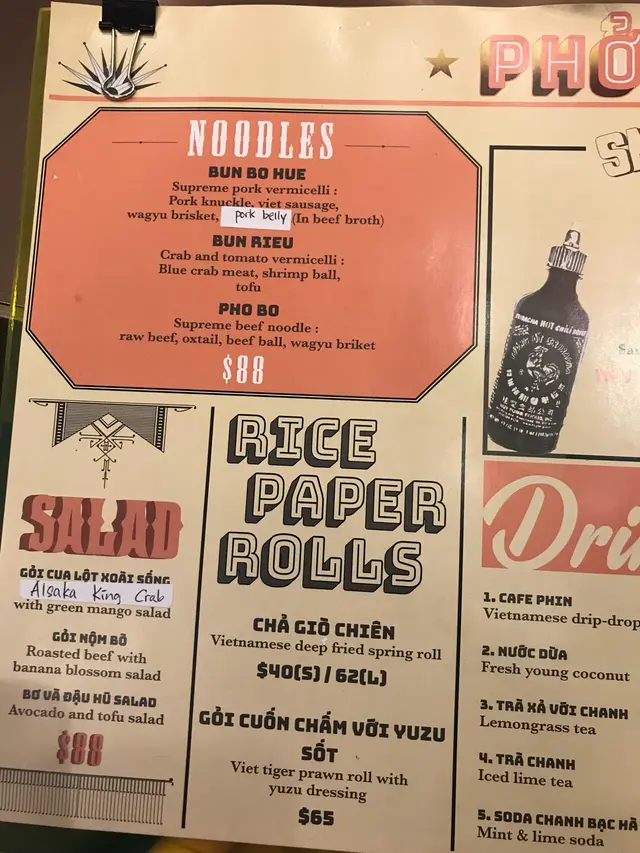 PHỞ
NOODLES
BUN BO HUE
Supreme pork vermicelli :
Pork knuckle, viet sausage,
wagyu brisket, pork belly (In beef broth)
BUN RIEU
Crab and tomato vermicelli :
Blue crab meat, shrimp ball,
tofu
PHO BO
Supreme beef noodle :
raw beef, oxtail, beef ball, wagyu briket
$88
SRIRACHA HOT CHILI SAUCE
SALAD
GỎI CUA LỘT XOÀI SỐNG
Alsaka King Crab
with green mango salad
GỎI NỘM BÒ
Roasted beef with
banana blossom salad
BƠ VÀ ĐẬU HŨ SALAD
Avocado and tofu salad
$88
RICE
PAPER
ROLLS
CHẢ GIÒ CHIÊN
Vietnamese deep fried spring roll
$40(S) / 62(L)
GỎI CUỐN CHẤM VỚI YUZU
SỐT
Viet tiger prawn roll with
yuzu dressing
$65
Dri
1. CAFE PHIN
Vietnamese drip-drop
2. NƯỚC DỪA
Fresh young coconut
3. TRÀ XẢ VỚI CHANH
Lemongrass tea
4. TRÀ CHANH
Iced lime tea
5. SODA CHANH BẠC HÀ
Mint & lime soda